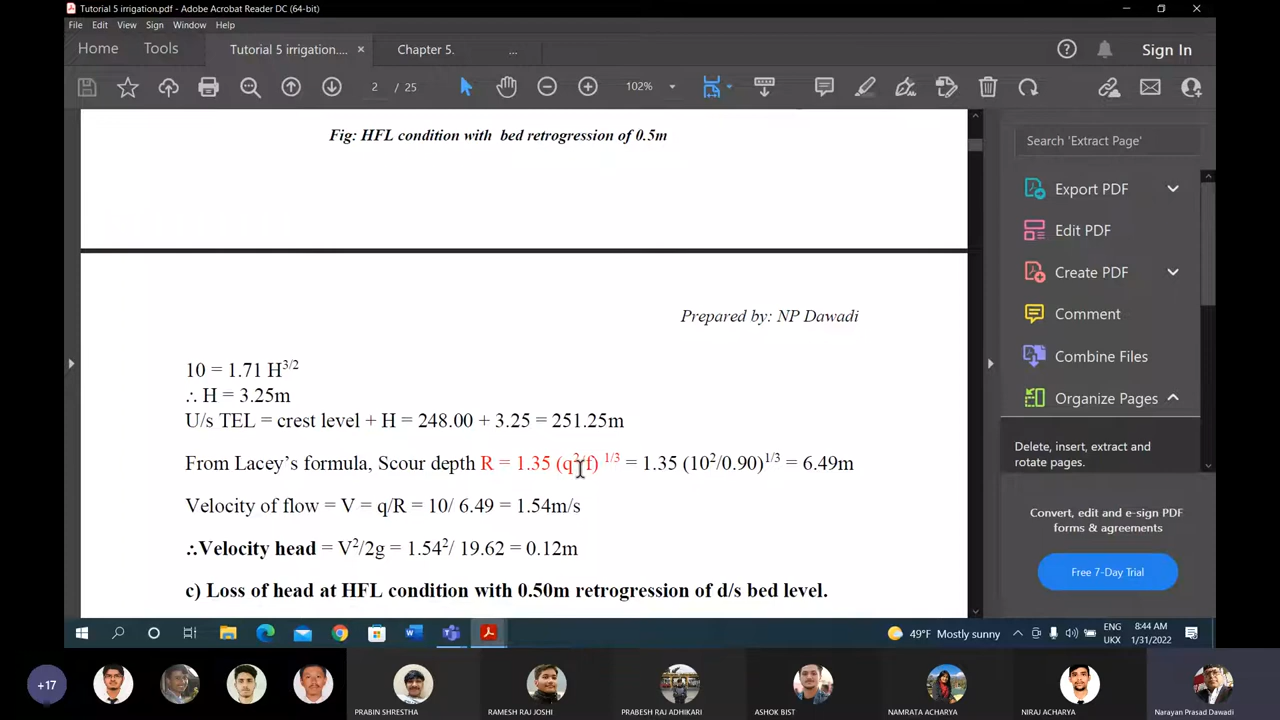 Tutorial 5 irrigation.pdf - Adobe Acrobat Reader DC (64-bit)
File Edit View Sign Window Help
Home Tools Tutorial 5 irrigation.... × Chapter 5. ... Sign In
2 / 25 102%
Fig: HFL condition with bed retrogression of 0.5m
Prepared by: NP Dawadi
10 = 1.71 H^3/2
∴ H = 3.25m
U/s TEL = crest level + H = 248.00 + 3.25 = 251.25m
From Lacey's formula, Scour depth R = 1.35 (q²/f) ^1/3 = 1.35 (10²/0.90)^1/3 = 6.49m
Velocity of flow = V = q/R = 10/ 6.49 = 1.54m/s
∴Velocity head = V²/2g = 1.54²/ 19.62 = 0.12m
c) Loss of head at HFL condition with 0.50m retrogression of d/s bed level.
Search 'Extract Page'
Export PDF
Edit PDF
Create PDF
Comment
Combine Files
Organize Pages
Delete, insert, extract and
rotate pages.
Convert, edit and e-sign PDF
forms & agreements
Free 7-Day Trial
49°F Mostly sunny
ENG
UKX
8:44 AM
1/31/2022
+17
PRABIN SHRESTHA
RAMESH RAJ JOSHI
PRABESH RAJ ADHIKARI
ASHOK BIST
NAMRATA ACHARYA
NIRAJ ACHARYA
Narayan Prasad Dawadi